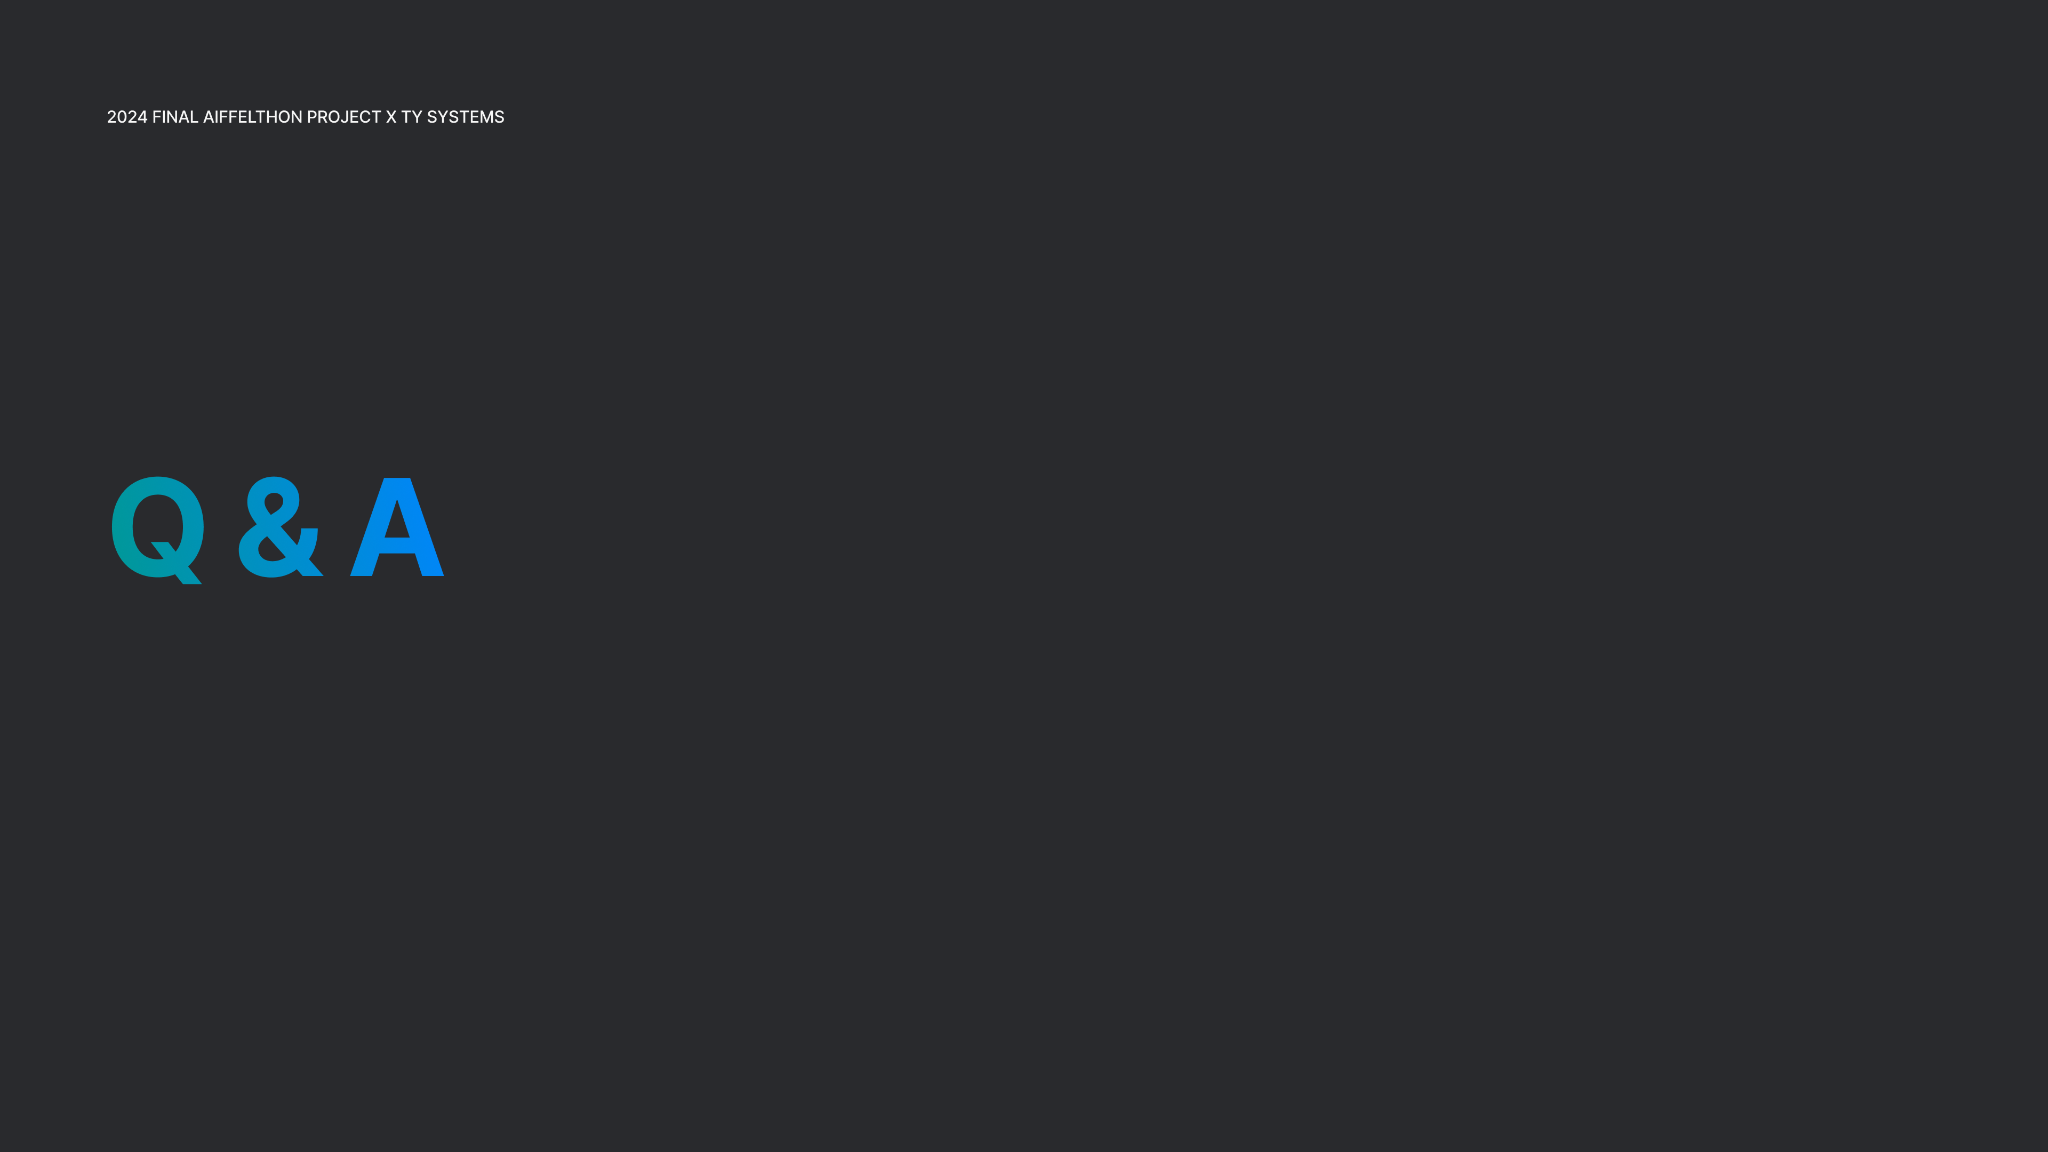 2024 FINAL AIFFELTHON PROJECT X TY SYSTEMS
Q & A